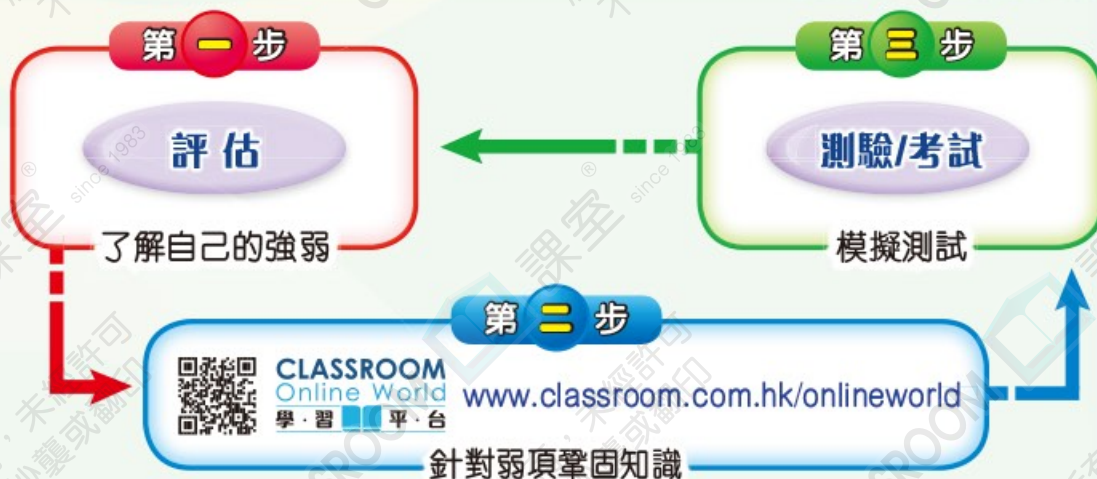 第一步
評估
了解自己的強弱
第二步
CLASSROOM
Online World
學·習 平·台
www.classroom.com.hk/onlineworld
針對弱項鞏固知識
第三步
測驗/考試
模擬測試